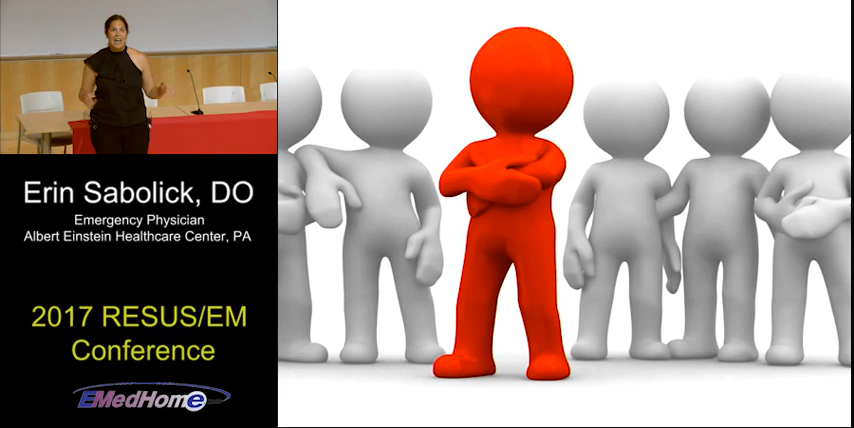 Erin Sabolick, DO
Emergency Physician
Albert Einstein Healthcare Center, PA
2017 RESUS/EM
Conference
EMedHome